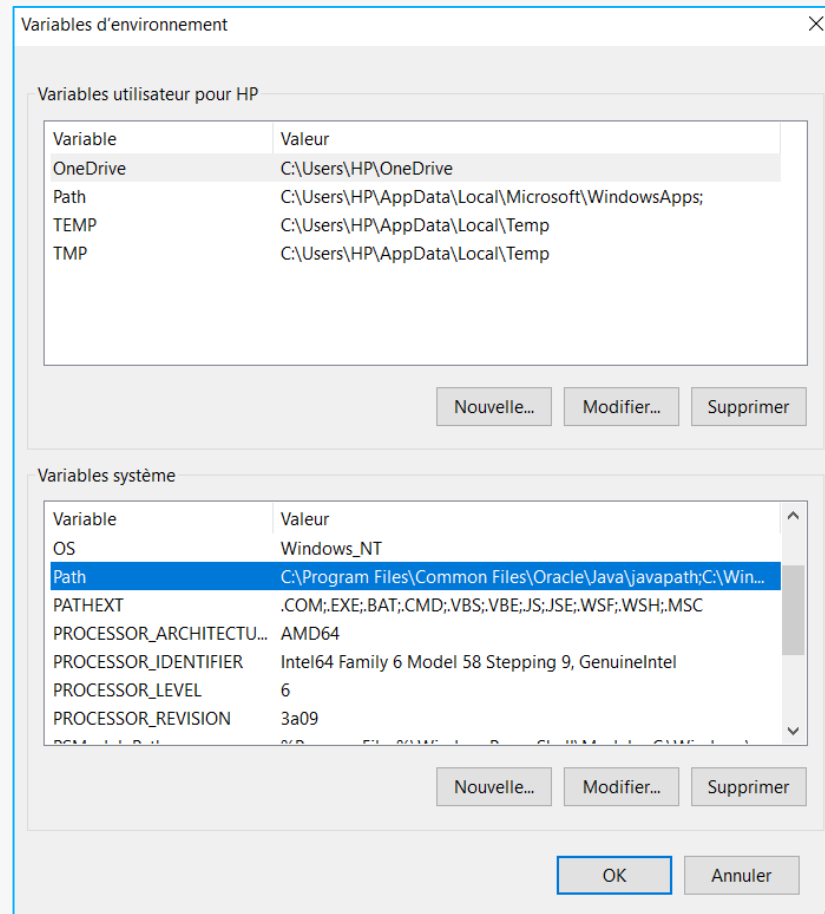 Variables d’environnement
Variables utilisateur pour HP
Variable Valeur
OneDrive C:\Users\HP\OneDrive
Path C:\Users\HP\AppData\Local\Microsoft\WindowsApps;
TEMP C:\Users\HP\AppData\Local\Temp
TMP C:\Users\HP\AppData\Local\Temp
Nouvelle... Modifier... Supprimer
Variables système
Variable Valeur
OS Windows_NT
Path C:\Program Files\Common Files\Oracle\Java\javapath;C:\Win...
PATHEXT .COM;.EXE;.BAT;.CMD;.VBS;.VBE;.JS;.JSE;.WSF;.WSH;.MSC
PROCESSOR_ARCHITECTU... AMD64
PROCESSOR_IDENTIFIER Intel64 Family 6 Model 58 Stepping 9, GenuineIntel
PROCESSOR_LEVEL 6
PROCESSOR_REVISION 3a09
Nouvelle... Modifier... Supprimer
OK Annuler